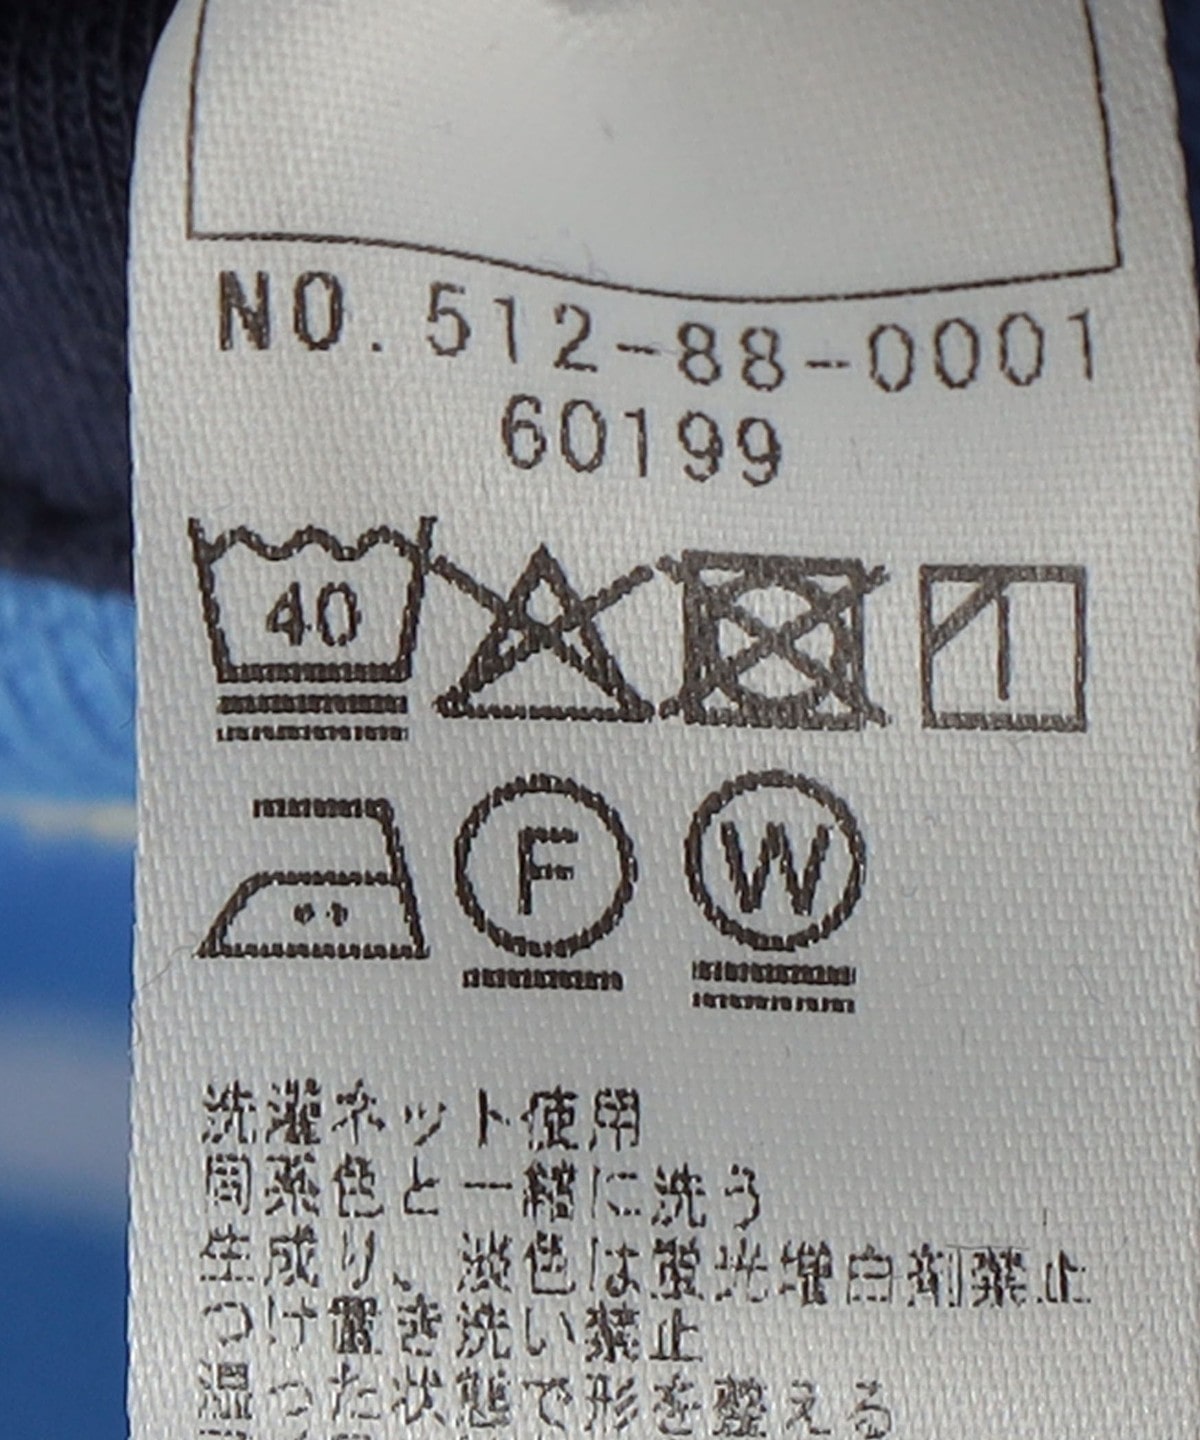 NO.512-88-0001
60199
40
F
W
洗濯ネット使用
同系色と一緒に洗う
生成り、淡色は蛍光増白剤禁止
つけ置き洗い禁止
湿った状態で形を整える